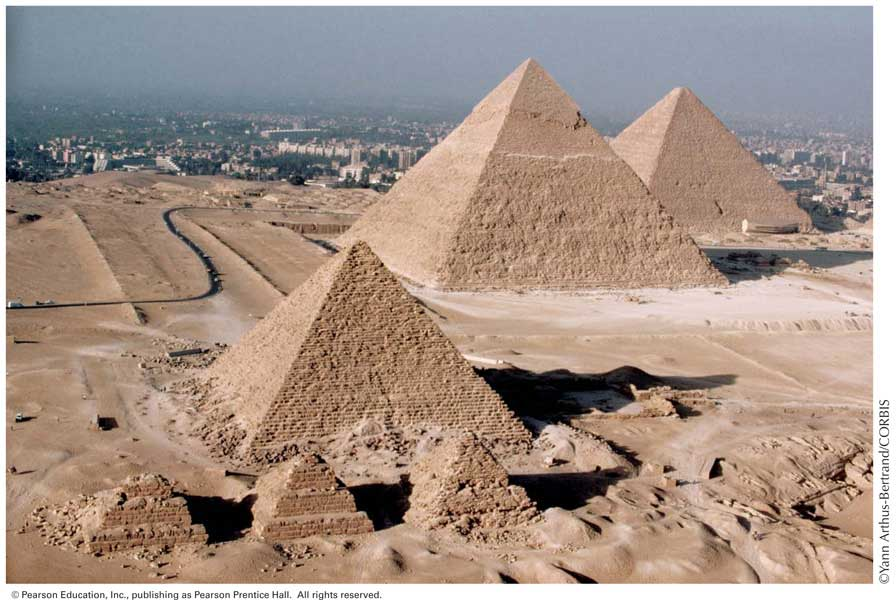 ©Yann Arthus-Bertrand/CORBIS
© Pearson Education, Inc., publishing as Pearson Prentice Hall.  All rights reserved.